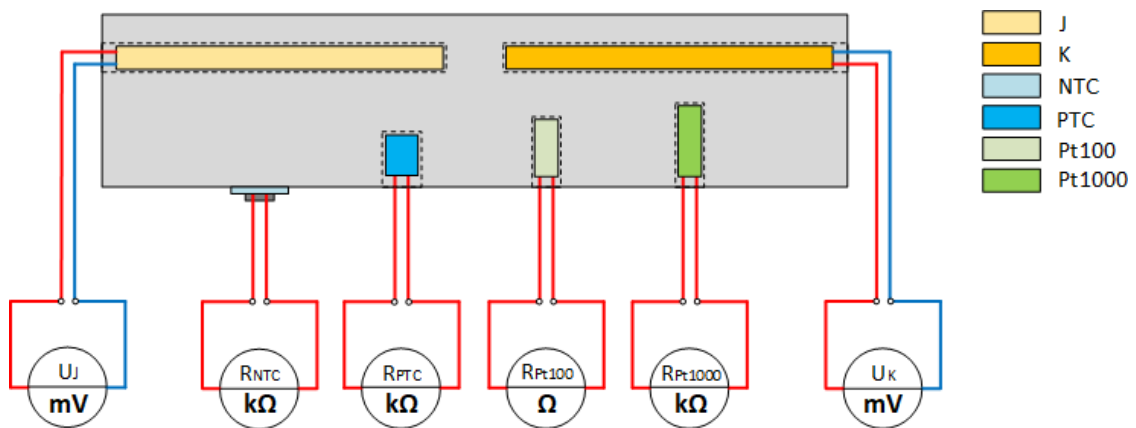 J
K
NTC
PTC
Pt100
Pt1000
UJ
mV
RNTC
kΩ
RPTC
kΩ
RPt100
Ω
RPt1000
kΩ
UK
mV